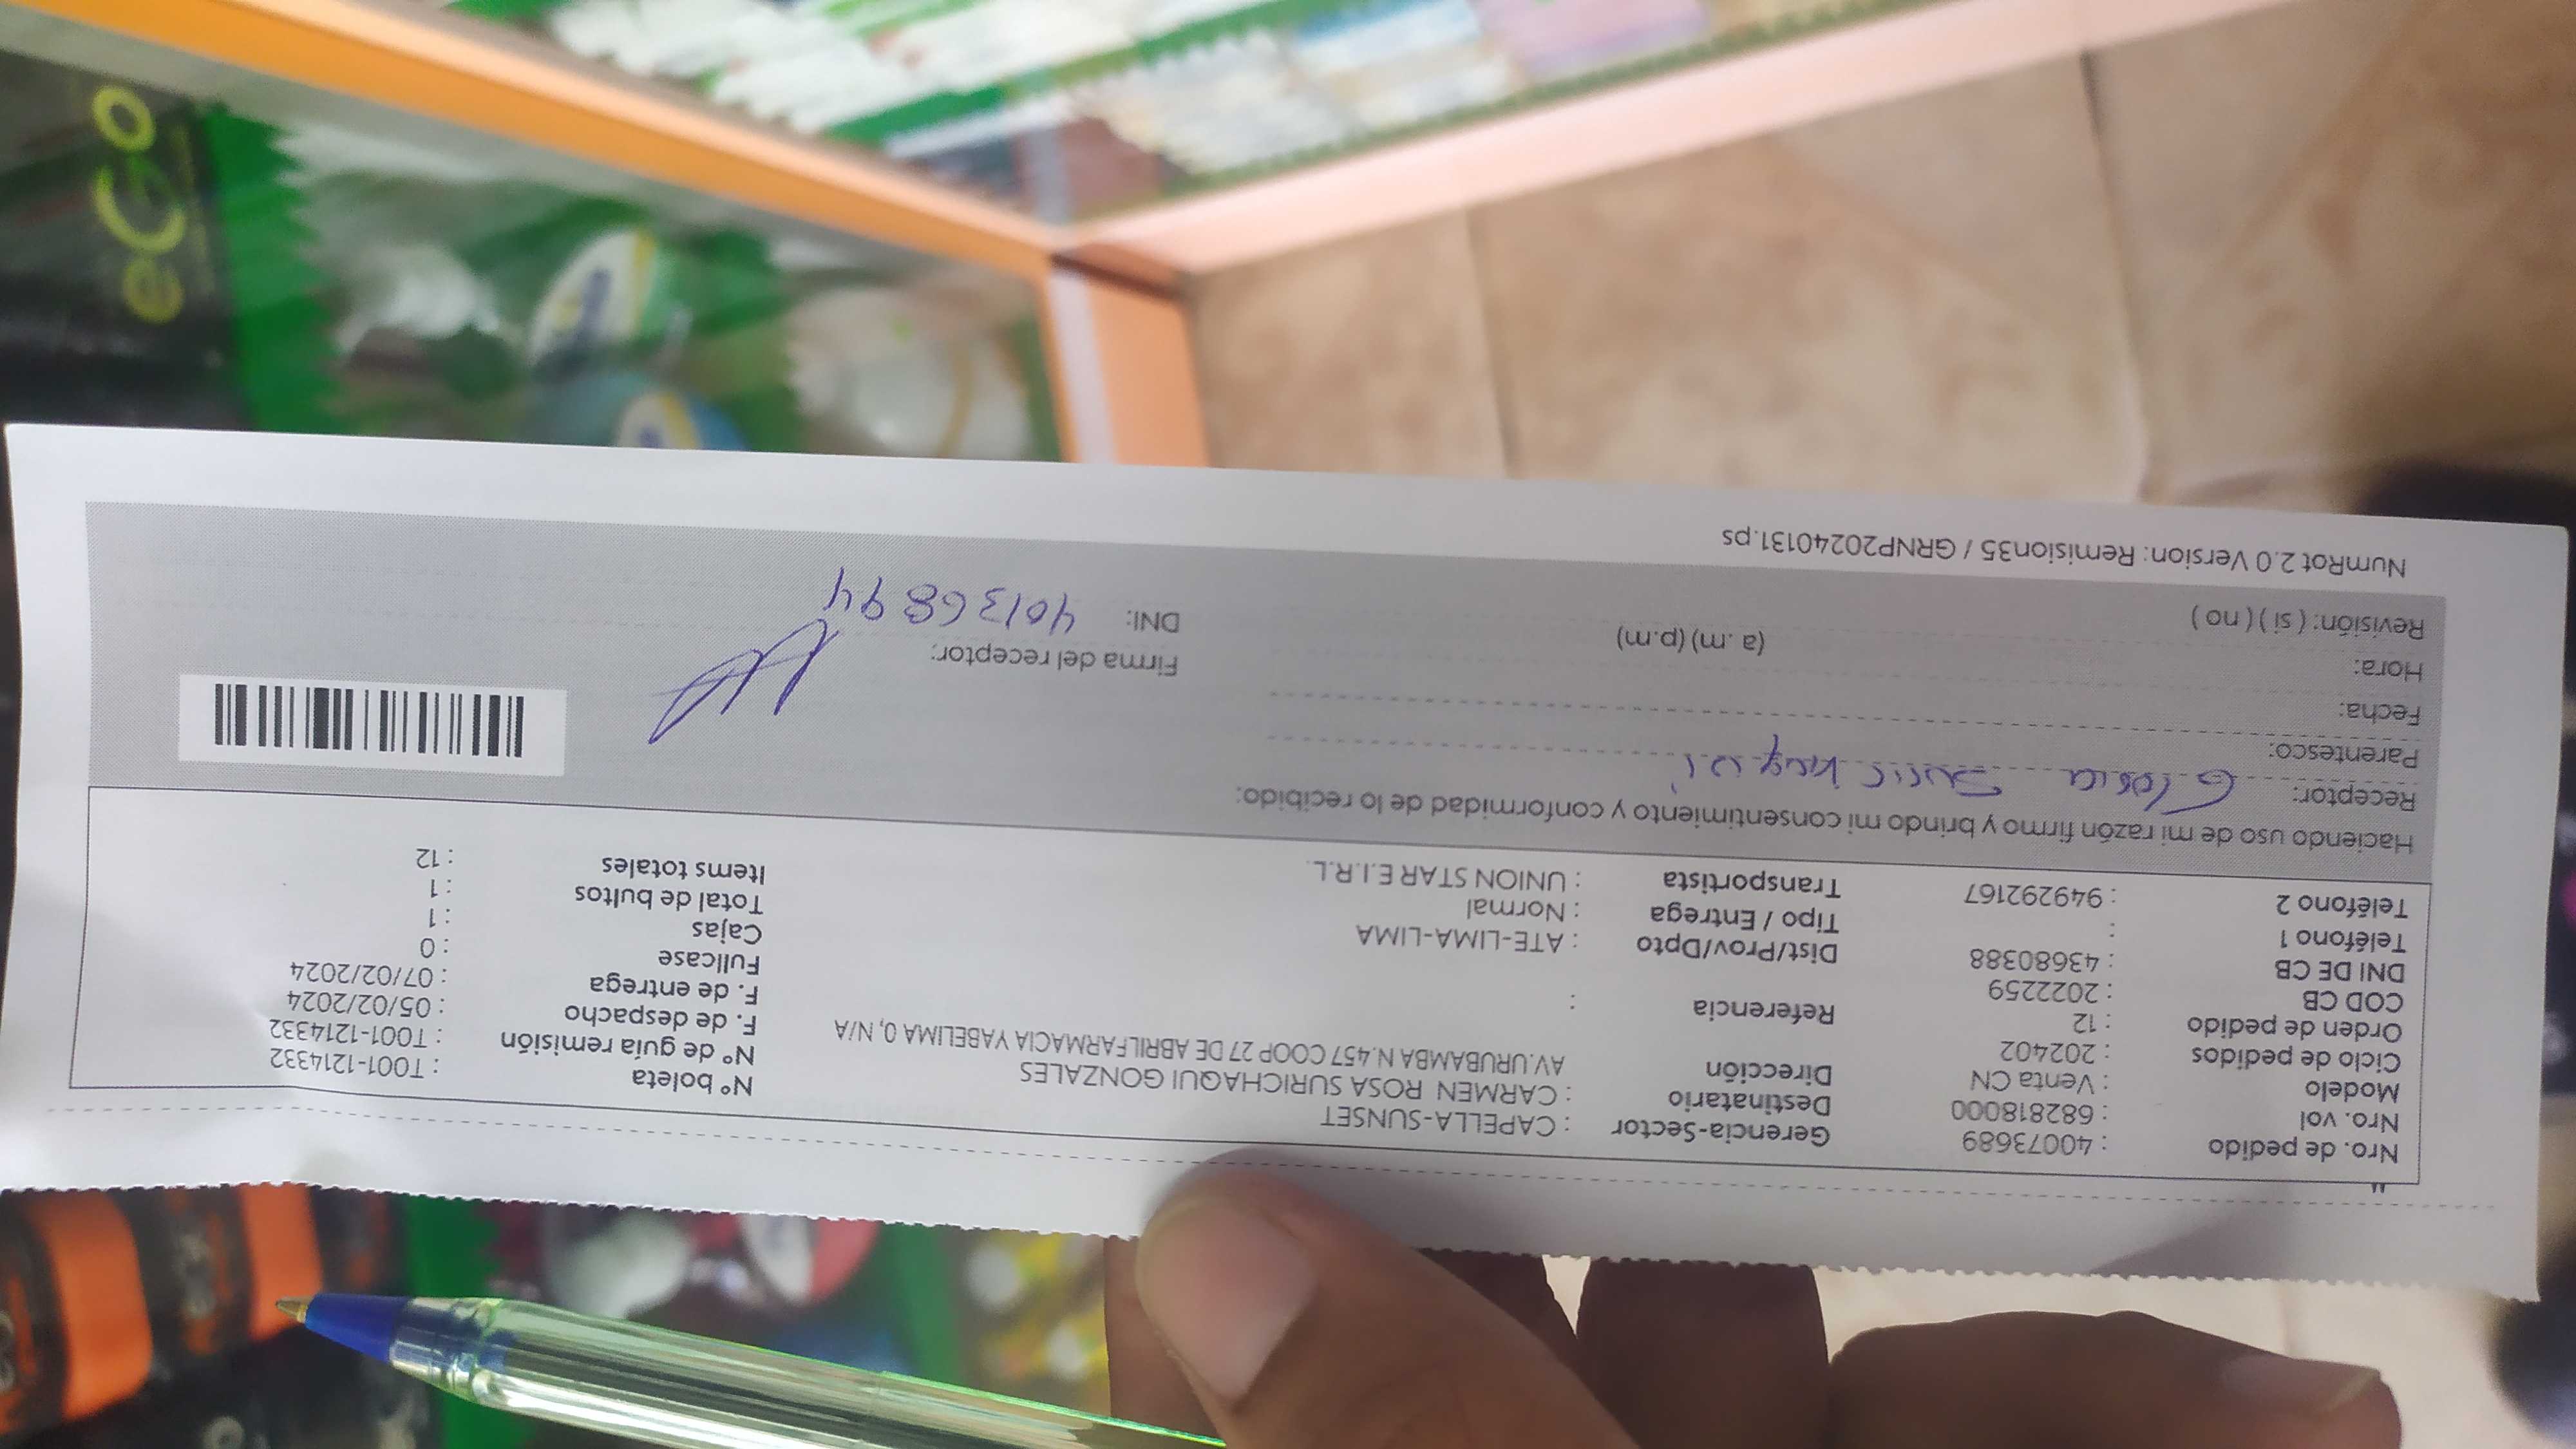 Nro. de pedido : 40073689 Gerencia-Sector : CAPELLA-SUNSET Nº boleta : T001-1214332
Nro. vol : 682818000 Destinatario : CARMEN ROSA SURICHAQUI GONZALES Nº de guía remisión : T001-1214332
Modelo : Venta CN Dirección AV.URUBAMBA N.457 COOP 27 DE ABRILFARMACIA YABELIMA 0, N/A F. de despacho : 05/02/2024
Ciclo de pedidos : 202402 F. de entrega : 07/02/2024
Orden de pedido : 12 Referencia : Fullcase : 0
COD CB : 2022259 Cajas : 1
DNI DE CB : 43680388 Dist/Prov/Dpto : ATE-LIMA-LIMA Total de bultos : 1
Teléfono 1 : Tipo / Entrega : Normal Items totales : 12
Teléfono 2 : 949292167 Transportista : UNION STAR E.I.R.L.
Haciendo uso de mi razón firmo y brindo mi consentimiento y conformidad de lo recibido:
Receptor: Gloria
Parentesco:
Fecha:
Hora: (a .m) (p.m) Firma del receptor:
Revisión: ( si ) ( no ) DNI: 40136894
NumRot 2.0 Version: Remision35 / GRNP20240131.ps
eGo